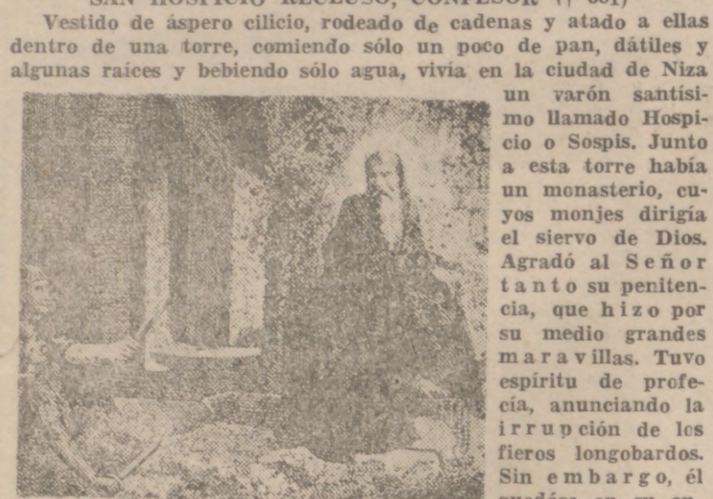 SAN HOSPICIO RECLUSO, CONFESOR
Vestido de áspero cilicio, rodeado de cadenas y atado a ellas
dentro de una torre, comiendo sólo un poco de pan, dátiles y
algunas raíces y bebiendo sólo agua, vivía en la ciudad de Niza
un varón santísi-
mo llamado Hospi-
cio o Sospis. Junto
a esta torre había
un monasterio, cu-
yos monjes dirigía
el siervo de Dios.
Agradó al Señor
tanto su peniten-
cia, que hizo por
su medio grandes
maravillas. Tuvo
espíritu de profe-
cía, anunciando la
irrupción de los
fieros longobardos.
Sin embargo, él